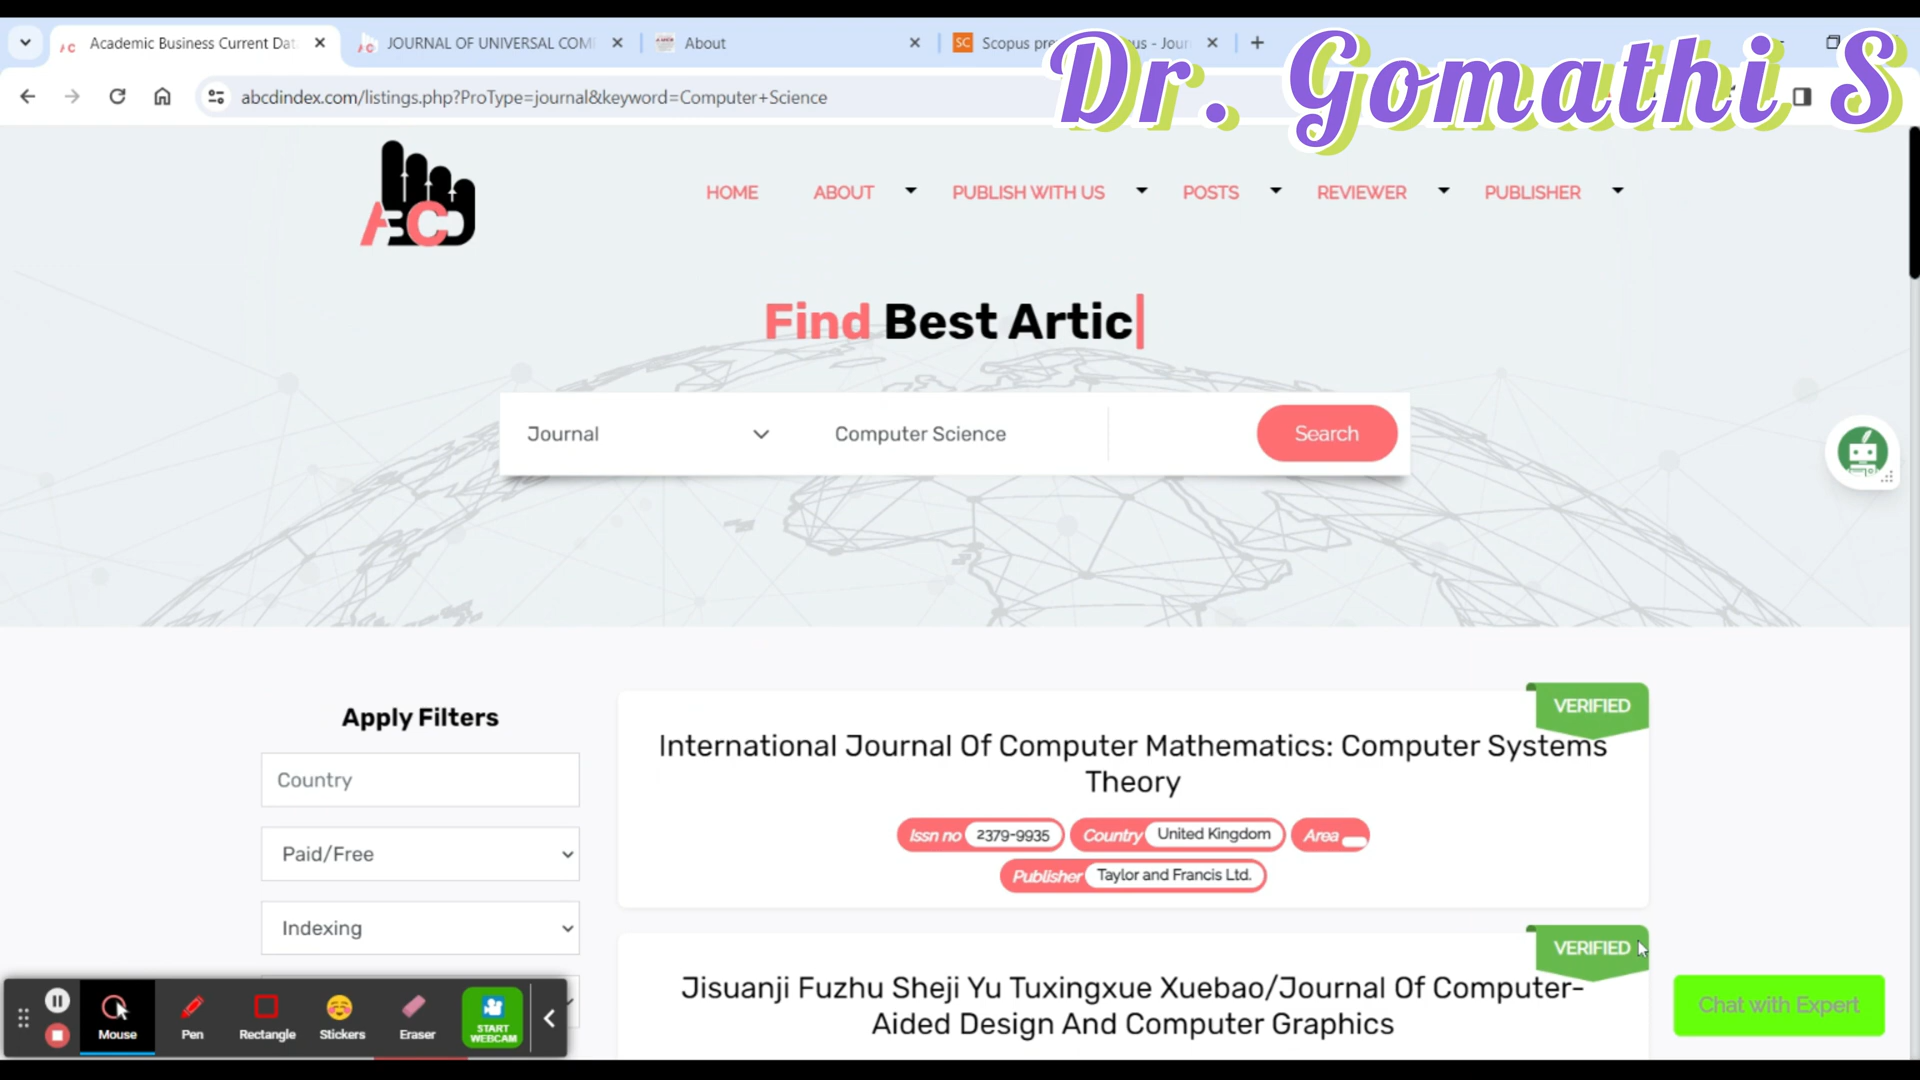 Academic Business Current Dat
JOURNAL OF UNIVERSAL COM
About
SC
Scopus pre
us - Jour
Dr. Gomathi S
abcdindex.com/listings.php?ProType=journal&keyword=Computer+Science
ABCD
HOME
ABOUT
PUBLISH WITH US
POSTS
REVIEWER
PUBLISHER
Find Best Artic
Journal
Computer Science
Search
Apply Filters
Country
Paid/Free
Indexing
VERIFIED
International Journal Of Computer Mathematics: Computer Systems
Theory
Issn no 2379-9935 Country United Kingdom Area
Publisher Taylor and Francis Ltd.
VERIFIED
Jisuanji Fuzhu Sheji Yu Tuxingxue Xuebao/Journal Of Computer-
Aided Design And Computer Graphics
Mouse
Pen
Rectangle
Stickers
Eraser
START
WEBCAM
Chat with Expert